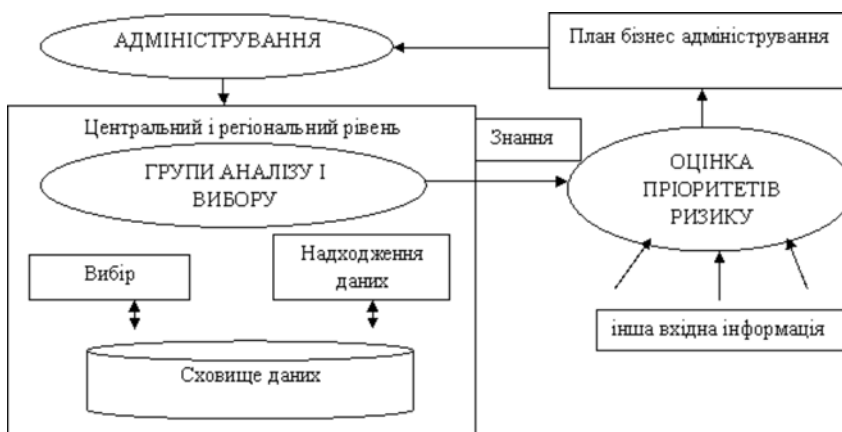 АДМІНІСТРУВАННЯ
План бізнес адміністрування
Центральний і регіональний рівень
Знання
ГРУПИ АНАЛІЗУ І
ВИБОРУ
ОЦІНКА
ПРІОРИТЕТІВ
РИЗИКУ
Вибір
Надходження
даних
інша вхідна інформація
Сховище даних